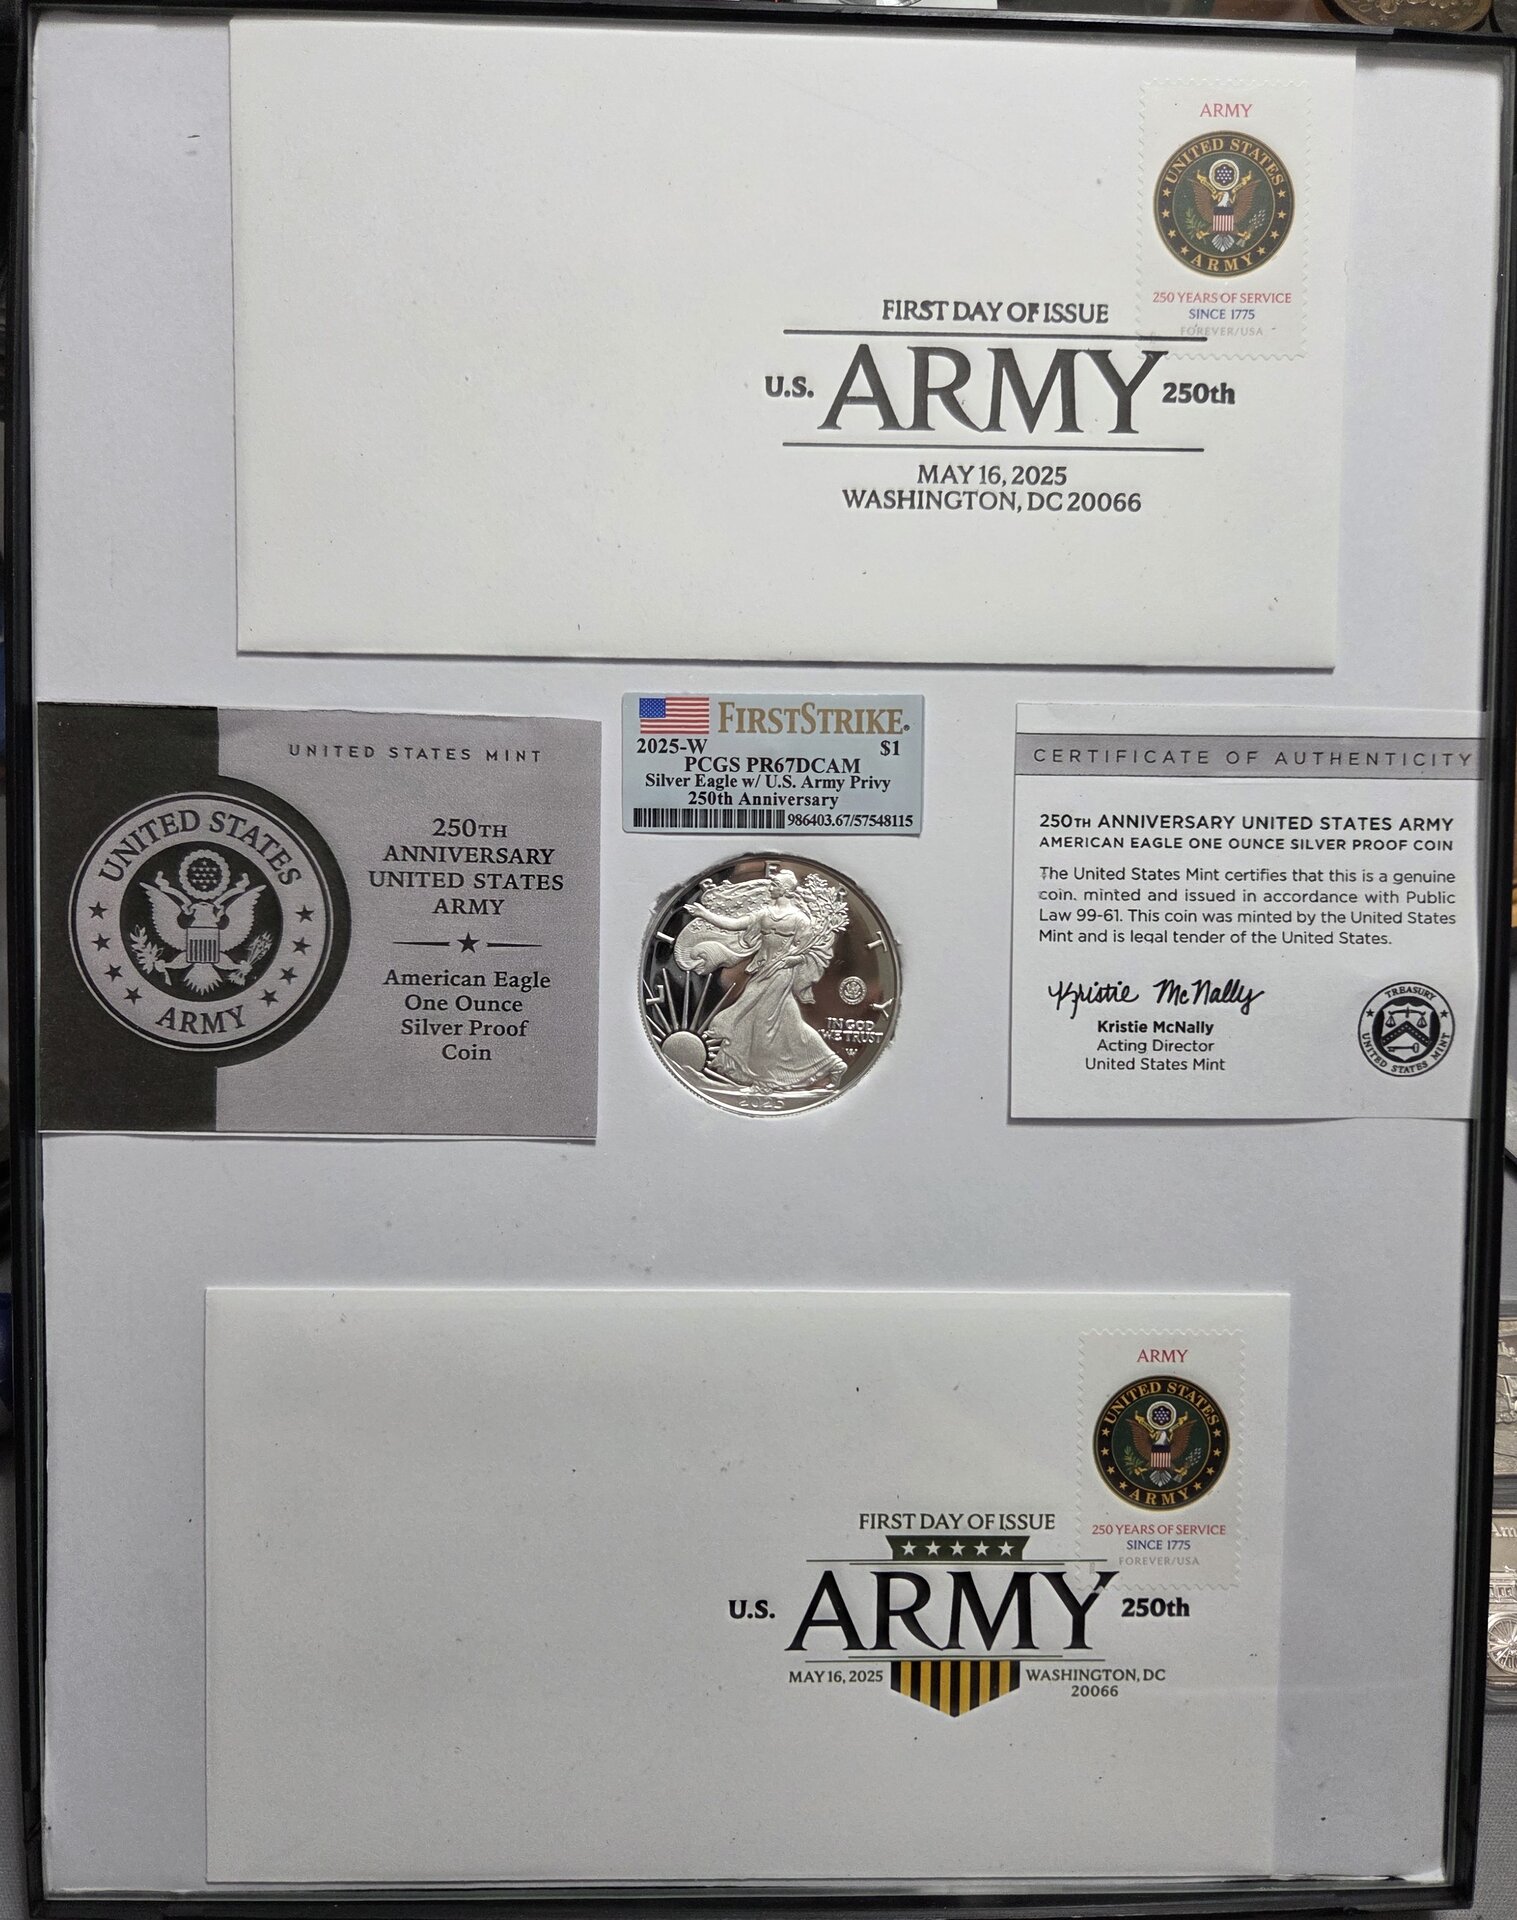 ARMY
UNITED STATES
ARMY
250 YEARS OF SERVICE
SINCE 1775
FOREVER/USA
FIRST DAY OF ISSUE
U.S. ARMY 250th
MAY 16, 2025
WASHINGTON, DC 20066
UNITED STATES MINT
UNITED STATES
ARMY
250TH
ANNIVERSARY
UNITED STATES
ARMY
American Eagle
One Ounce
Silver Proof
Coin
FIRSTSTRIKE®
2025-W $1
PCGS PR67DCAM
Silver Eagle w/ U.S. Army Privy
250th Anniversary
986403.67/57548115
LIBERTY
IN GOD
WE TRUST
W
2025
CERTIFICATE OF AUTHENTICITY
250TH ANNIVERSARY UNITED STATES ARMY
AMERICAN EAGLE ONE OUNCE SILVER PROOF COIN
The United States Mint certifies that this is a genuine
coin, minted and issued in accordance with Public
Law 99-61. This coin was minted by the United States
Mint and is legal tender of the United States.
Kristie McNally
Kristie McNally
Acting Director
United States Mint
TREASURY
UNITED STATES MINT
ARMY
UNITED STATES
ARMY
250 YEARS OF SERVICE
SINCE 1775
FOREVER/USA
FIRST DAY OF ISSUE
U.S. ARMY 250th
MAY 16, 2025 WASHINGTON, DC
20066